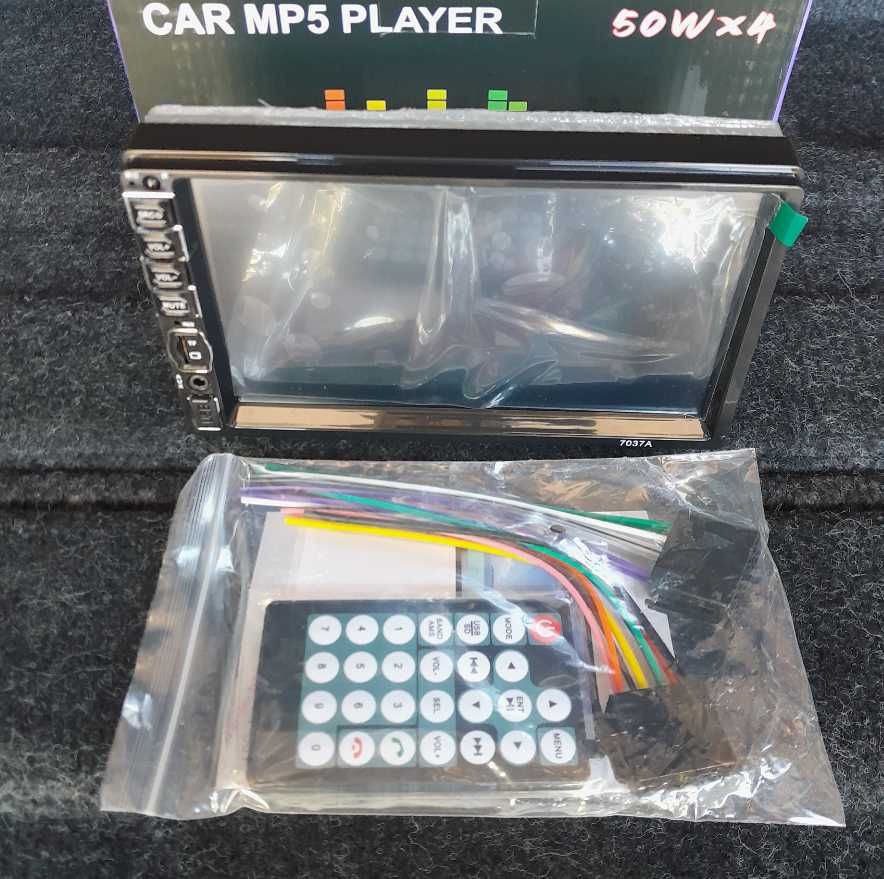 CAR MP5 PLAYER
50W×4
MUTE
7037A
7 4 1 BAND AMS USB SD MODE
8 5 2 VOL-
9 6 3 SEL ENT
0 VOL+ MENU